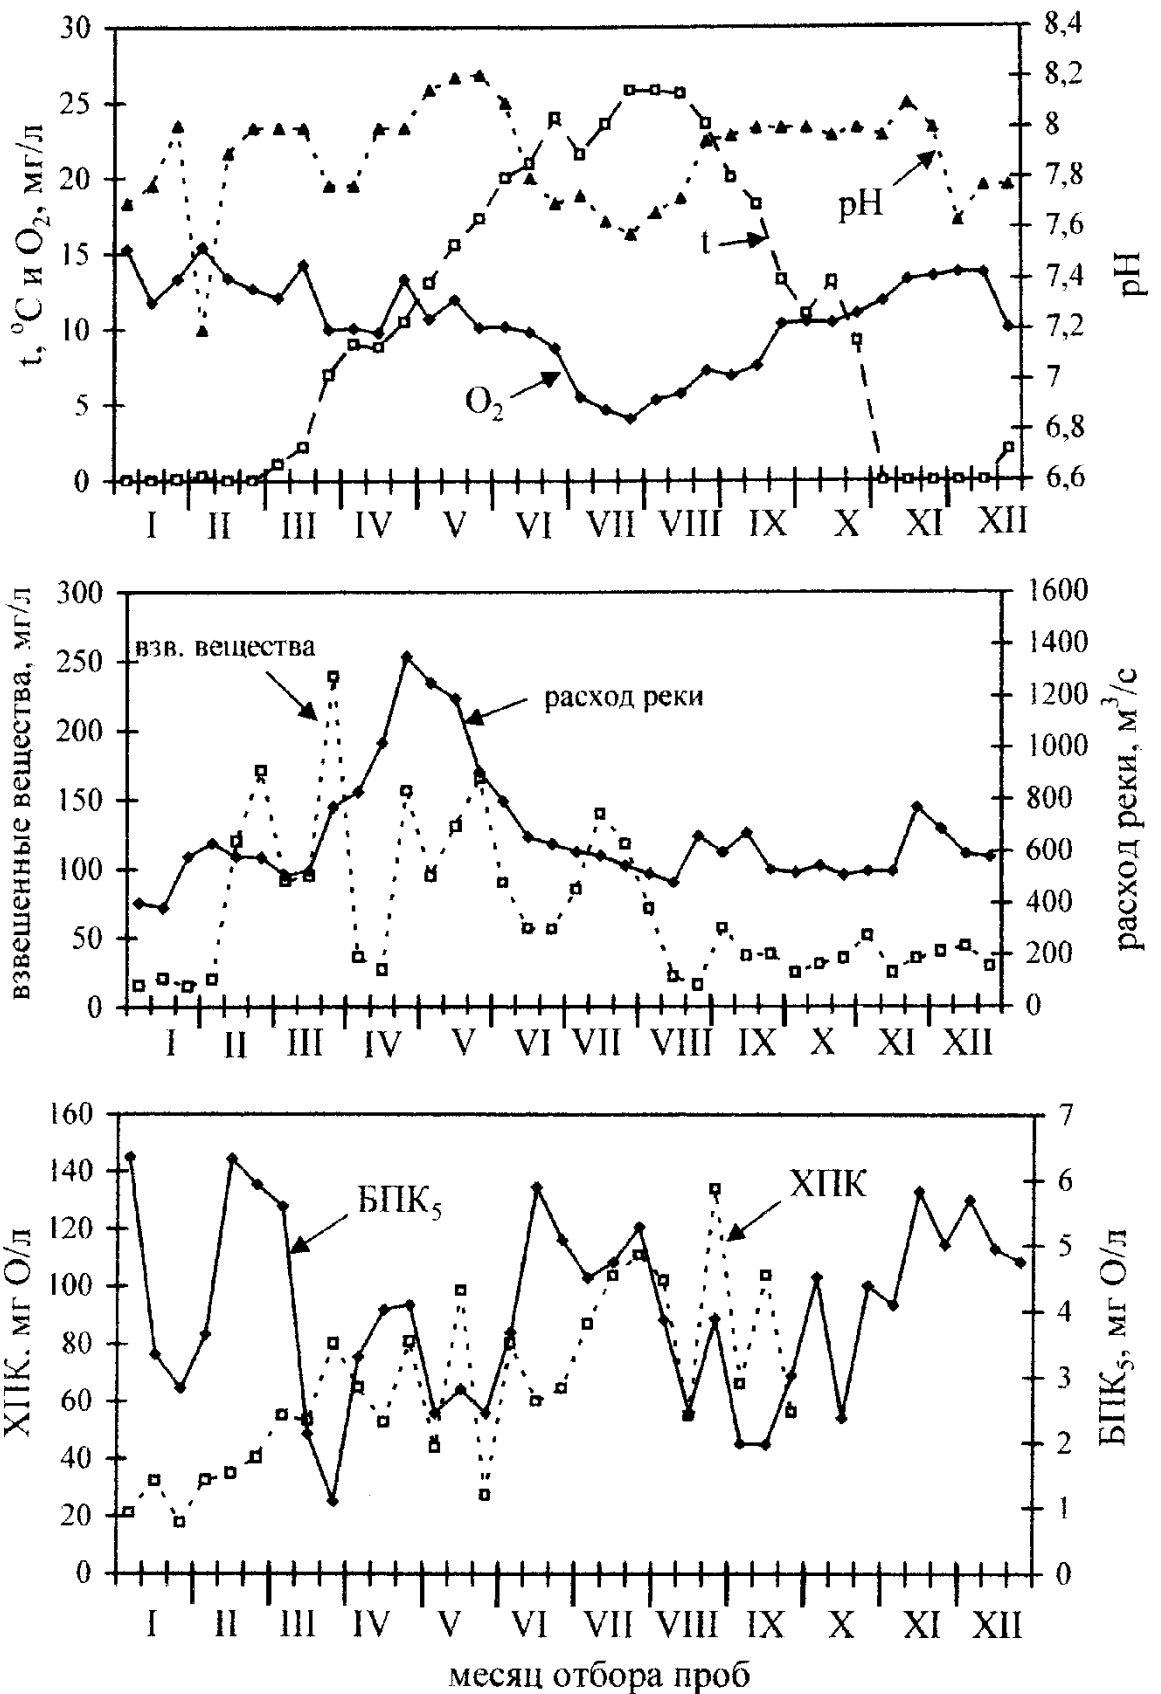 t, °C и O₂, мг/л
30
25
20
15
10
5
0
8,4
8,2
8
7,8
7,6
7,4
7,2
7
6,8
6,6
pH
pH
t
O₂
I II III IV V VI VII VIII IX X XI XII
взвешенные вещества, мг/л
300
250
200
150
100
50
0
1600
1400
1200
1000
800
600
400
200
0
расход реки, м³/с
взв. вещества
расход реки
I II III IV V VI VII VIII IX X XI XII
ХПК. мг О/л
160
140
120
100
80
60
40
20
0
7
6
5
4
3
2
1
0
БПК₅, мг О/л
БПК₅
ХПК
I II III IV V VI VII VIII IX X XI XII
месяц отбора проб